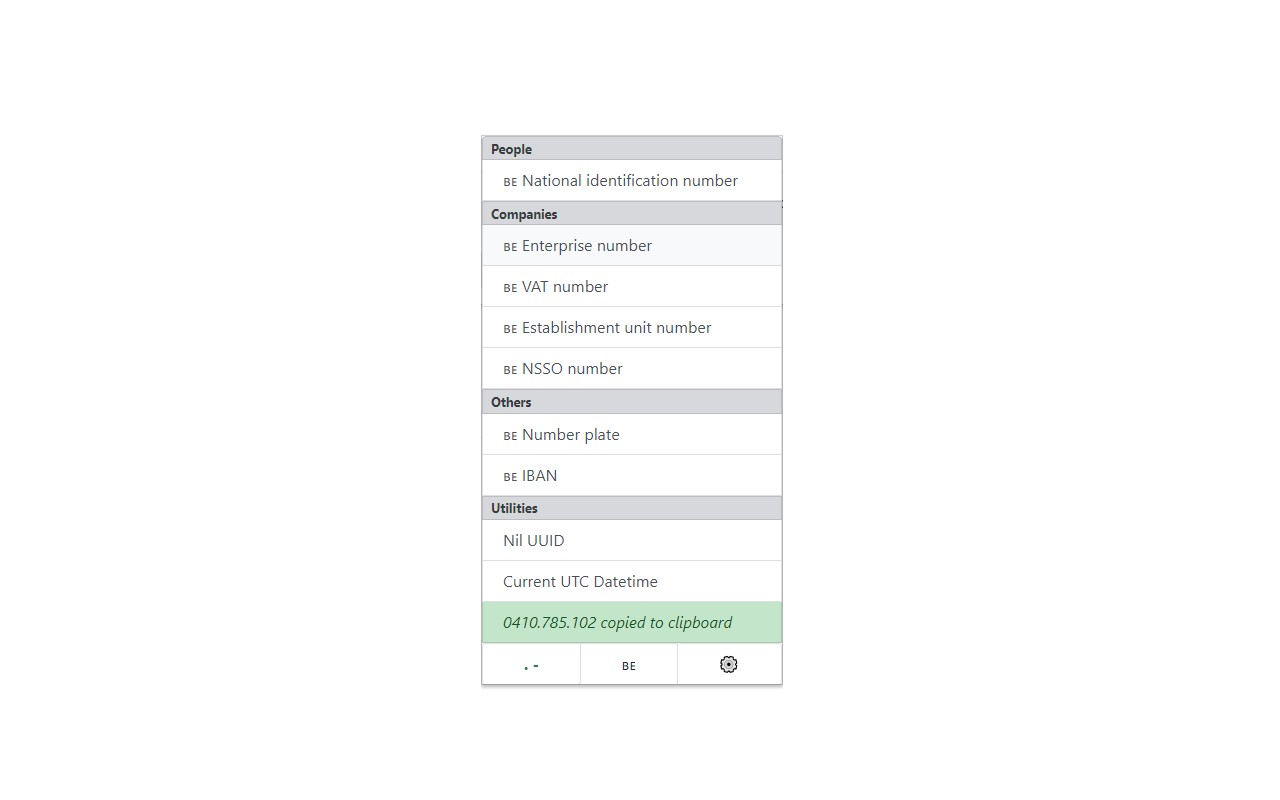 People
BE National identification number
Companies
BE Enterprise number
BE VAT number
BE Establishment unit number
BE NSSO number
Others
BE Number plate
BE IBAN
Utilities
Nil UUID
Current UTC Datetime
0410.785.102 copied to clipboard
. - BE